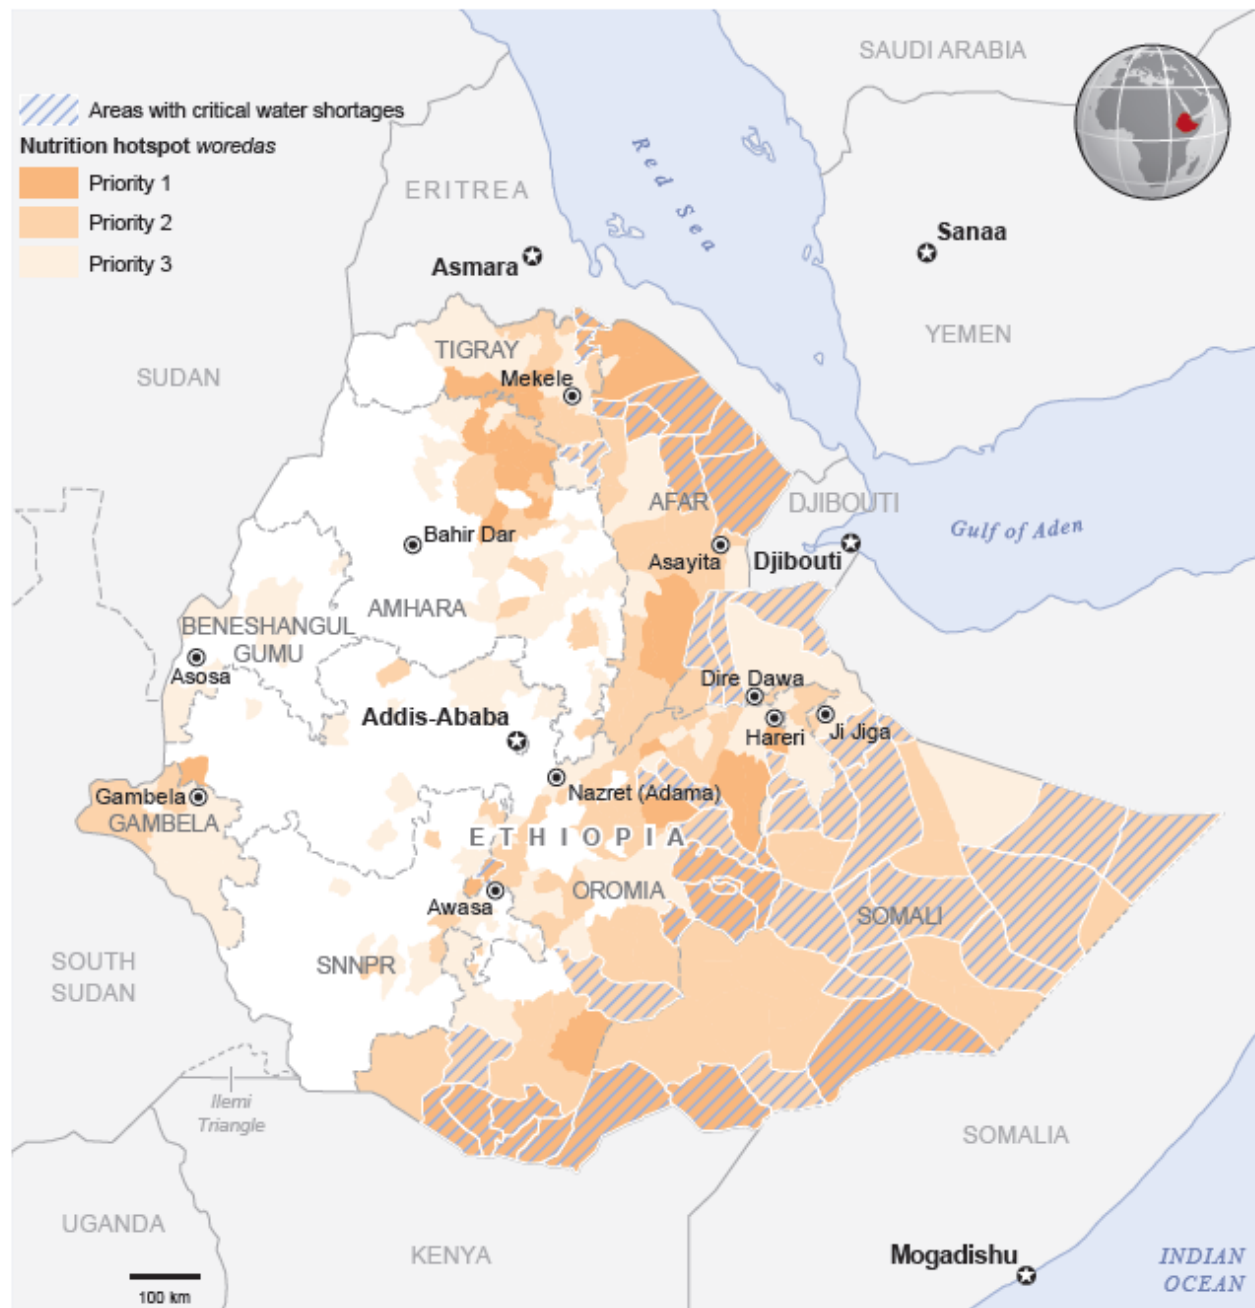 SAUDI ARABIA
Areas with critical water shortages
Nutrition hotspot woredas
Priority 1
Priority 2
Priority 3
ERITREA
Red Sea
Asmara
Sanaa
YEMEN
SUDAN
TIGRAY
Mekele
AFAR
DJIBOUTI
Bahir Dar
Asayita
Djibouti
Gulf of Aden
AMHARA
BENESHANGUL
GUMU
Asosa
Dire Dawa
Addis-Ababa
Hareri
Ji Jiga
Gambela
GAMBELA
Nazret (Adama)
ETHIOPIA
OROMIA
Awasa
SOMALI
SNNPR
SOUTH
SUDAN
Ilemi
Triangle
SOMALIA
UGANDA
KENYA
Mogadishu
INDIAN
OCEAN
100 km